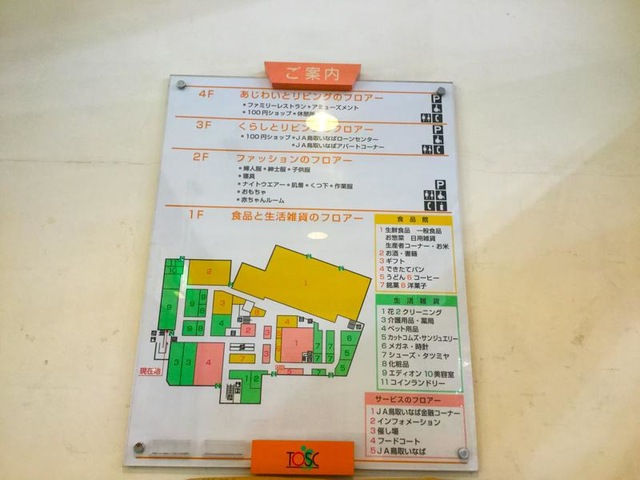 ご案内
4F あじわいとリビングのフロアー
●ファミリーレストラン●アミューズメント
●100円ショップ●休憩
P
3F くらしとリビングのフロアー
●100円ショップ●JA鳥取いなばローンセンター
●JA鳥取いなばアパートコーナー
P
2F ファッションのフロアー
●婦人服●紳士服●子供服
●寝具
●ナイトウエアー●肌着●くつ下●作業服
●おもちゃ
●赤ちゃんルーム
P
1F 食品と生活雑貨のフロアー
食品館
1 生鮮食品 一般食品
お惣菜 日用雑貨
生産者コーナー・お米
2 お酒・書籍
3 ギフト
4 できたてパン
5 うどん 6 コーヒー
7 銘菓 8 洋菓子
生活雑貨
1 花 2 クリーニング
3 介護用品・薬局
4 ペット用品
5 カットコムズ・サンジュエリー
6 メガネ・時計
7 シューズ・タツミヤ
8 化粧品
9 エディオン 10 美容室
11 コインランドリー
サービスのフロアー
1 JA鳥取いなば金融コーナー
2 インフォメーション
3 催し場
4 フードコート
5 JA鳥取いなば
現在地
TOSC